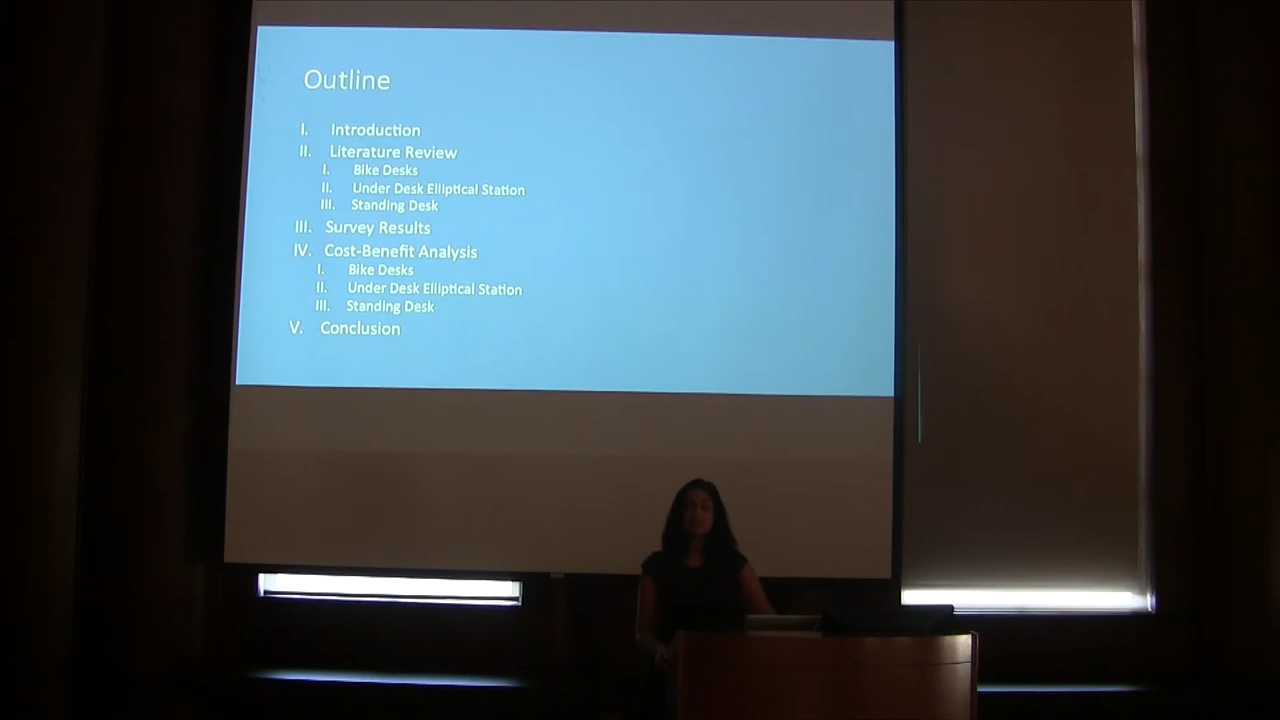 Outline
I. Introduction
II. Literature Review
I. Bike Desks
II. Under Desk Elliptical Station
III. Standing Desk
III. Survey Results
IV. Cost-Benefit Analysis
I. Bike Desks
II. Under Desk Elliptical Station
III. Standing Desk
V. Conclusion